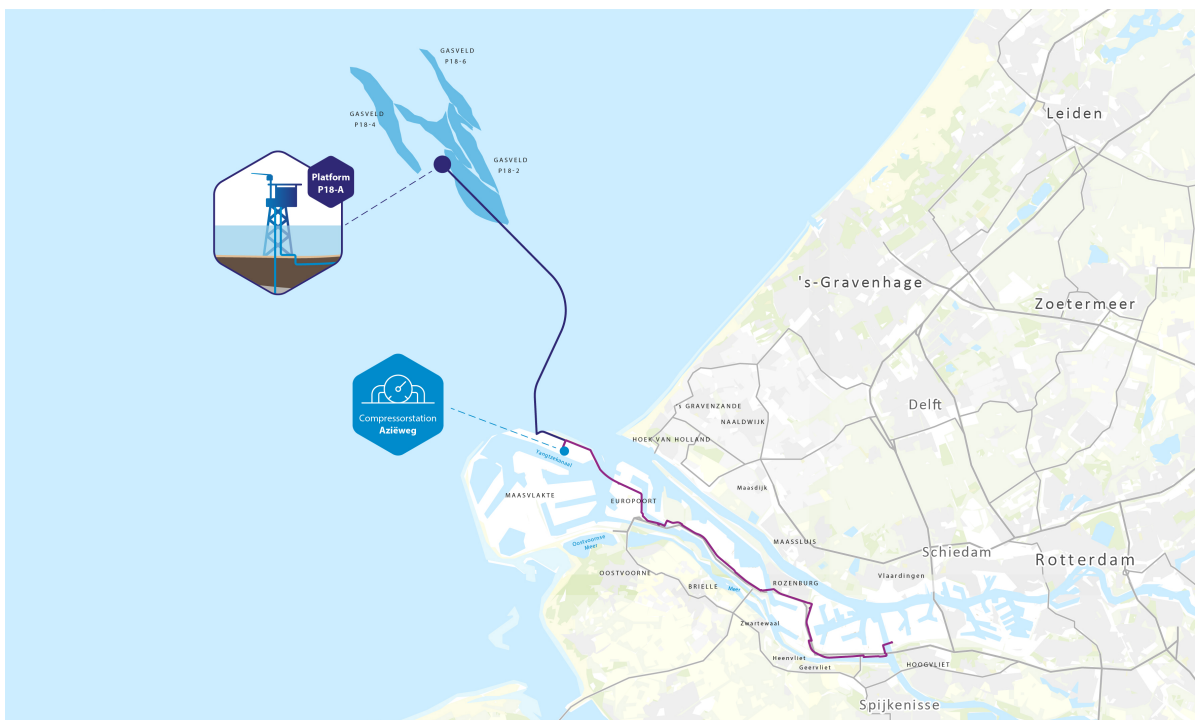 GASVELD
P18-6
GASVELD
P18-4
GASVELD
P18-2
Platform
P18-A
Leiden
's-Gravenhage
Zoetermeer
Compressorstation
Aziëweg
Delft
's GRAVENZANDE
NAALDWIJK
HOEK VAN HOLLAND
Yangtzekanaal
Maasdijk
MAASVLAKTE
EUROPOORT
Oostvoornse
Meer
MAASSLUIS
Schiedam
Rotterdam
OOSTVOORNE
BRIELLE
Meer
ROZENBURG
Vlaardingen
Zwartewaal
Heenvliet
Geervliet
HOOGVLIET
Spijkenisse